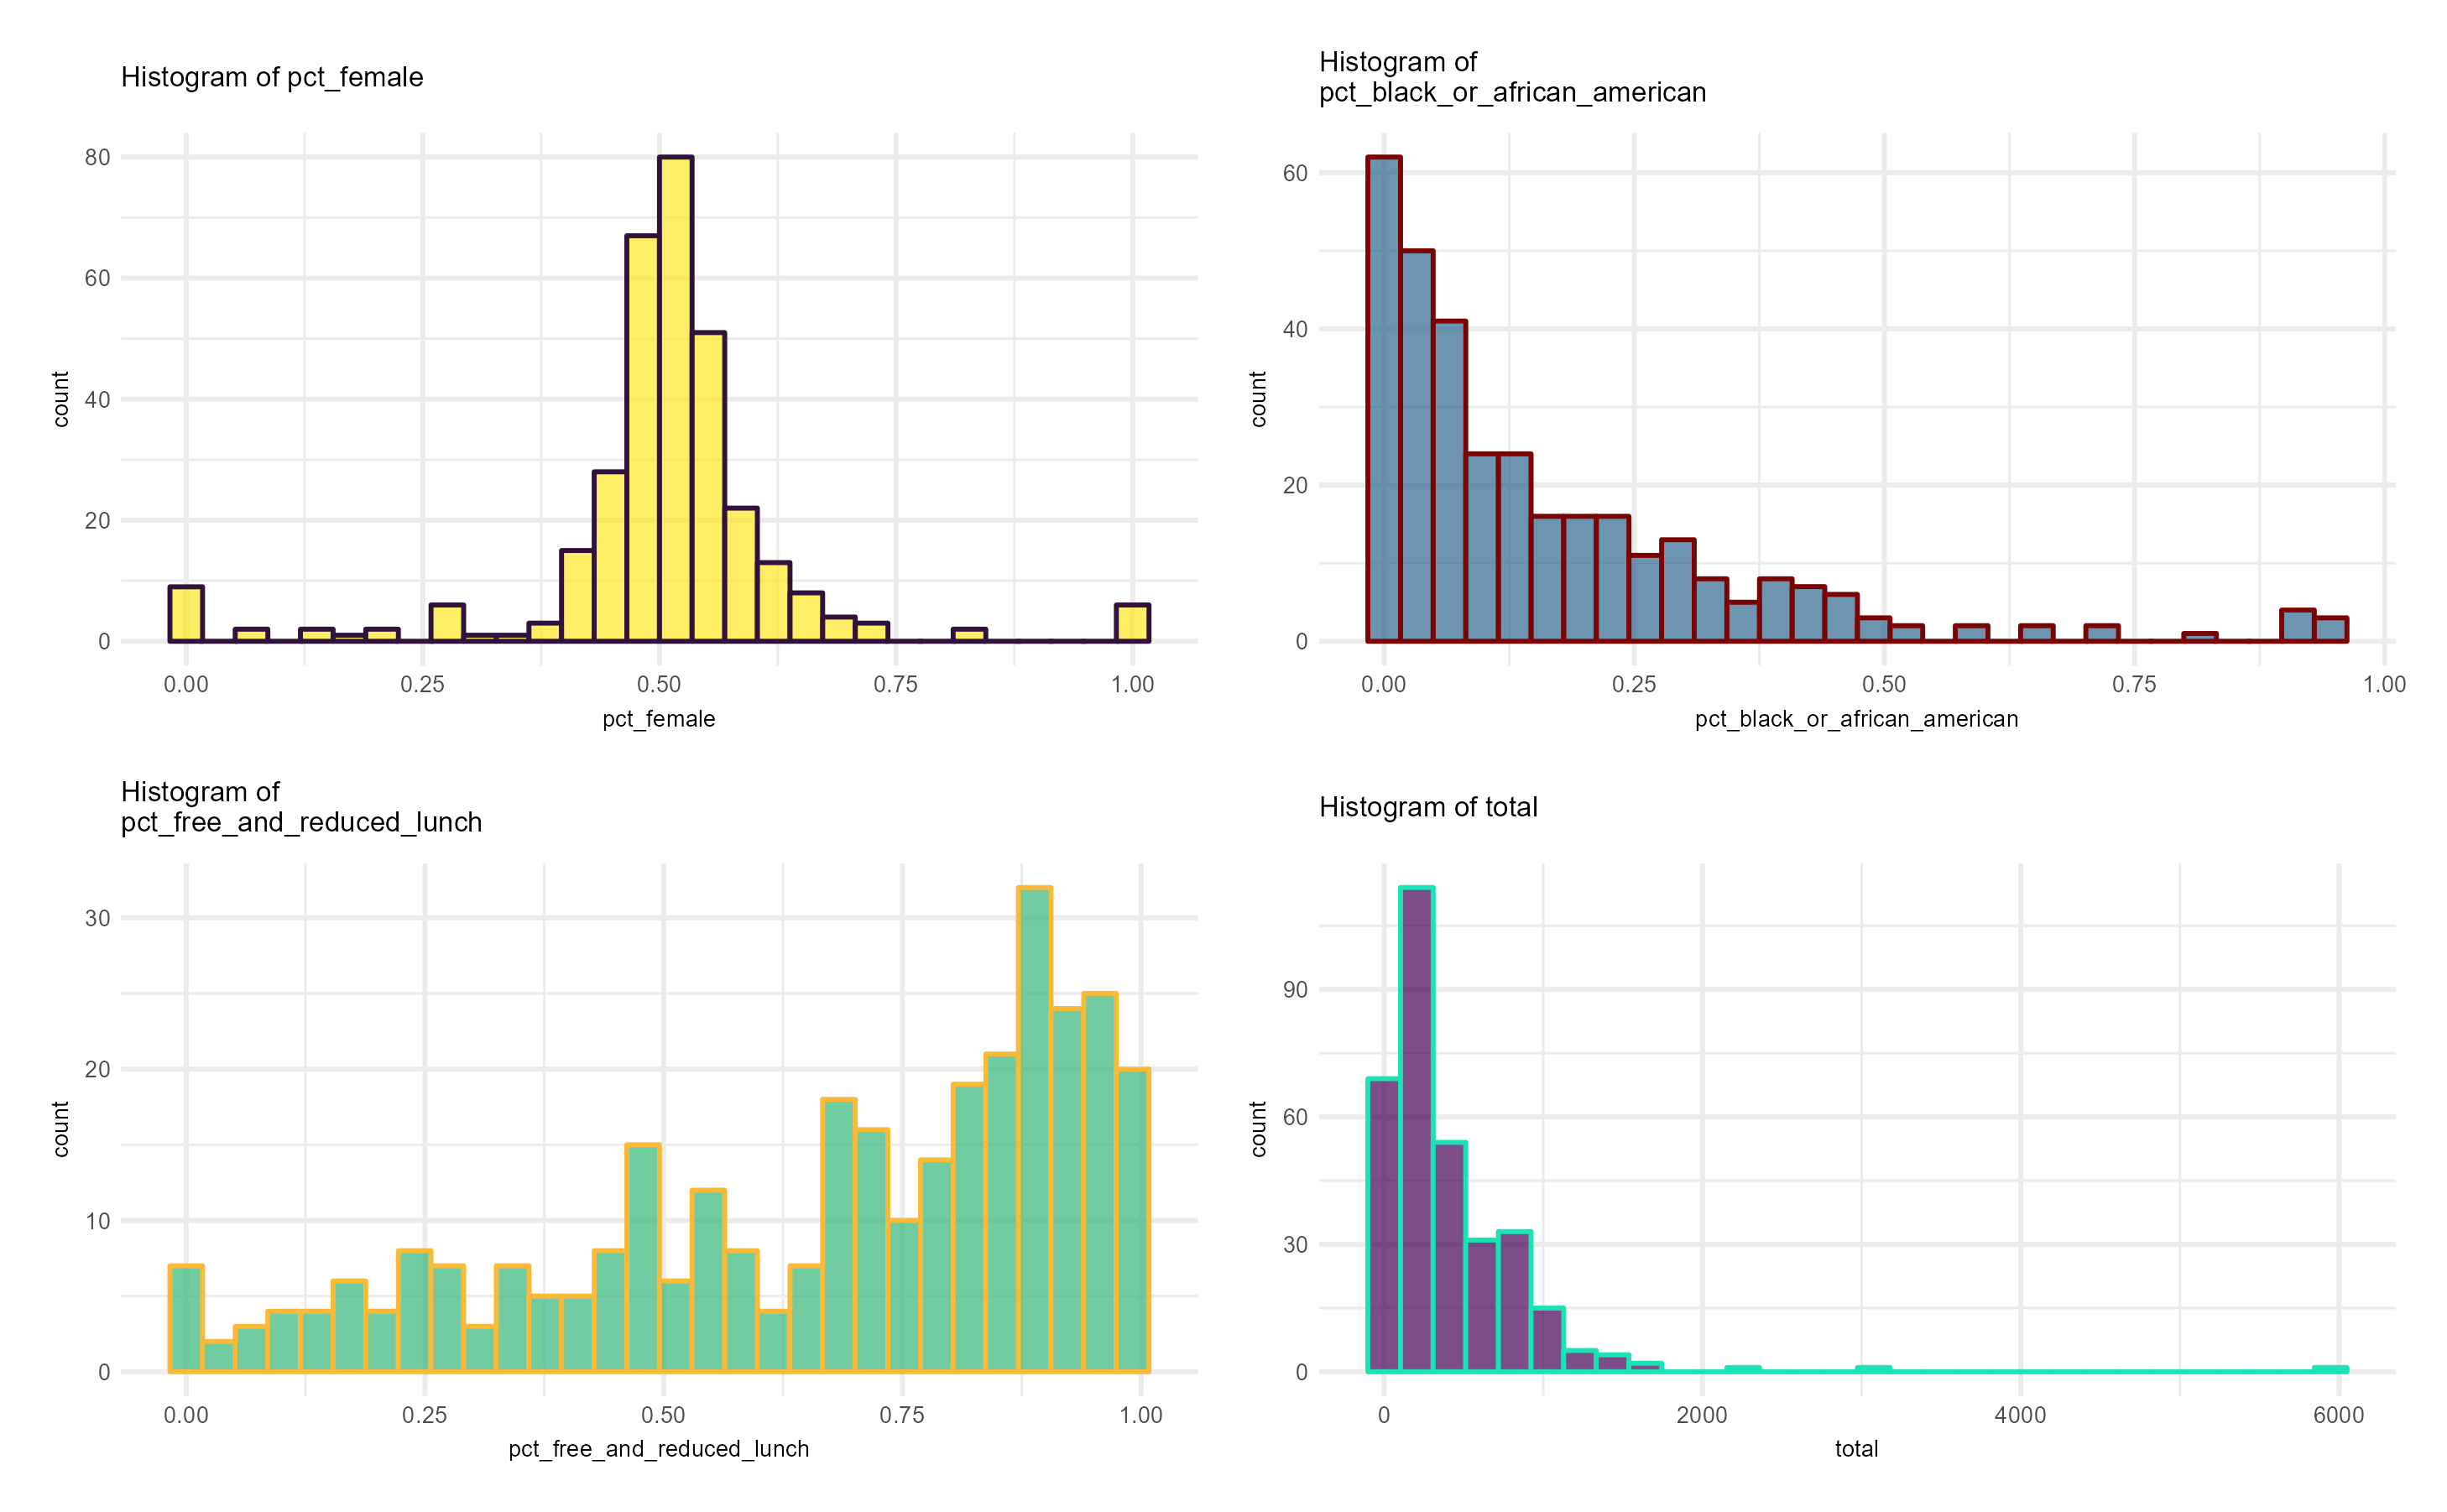 Histogram of pct_female
80
60
40
20
0
count
0.00 0.25 0.50 0.75 1.00
pct_female
Histogram of
pct_black_or_african_american
60
40
20
0
count
0.00 0.25 0.50 0.75 1.00
pct_black_or_african_american
Histogram of
pct_free_and_reduced_lunch
30
20
10
0
count
0.00 0.25 0.50 0.75 1.00
pct_free_and_reduced_lunch
Histogram of total
90
60
30
0
count
0 2000 4000 6000
total